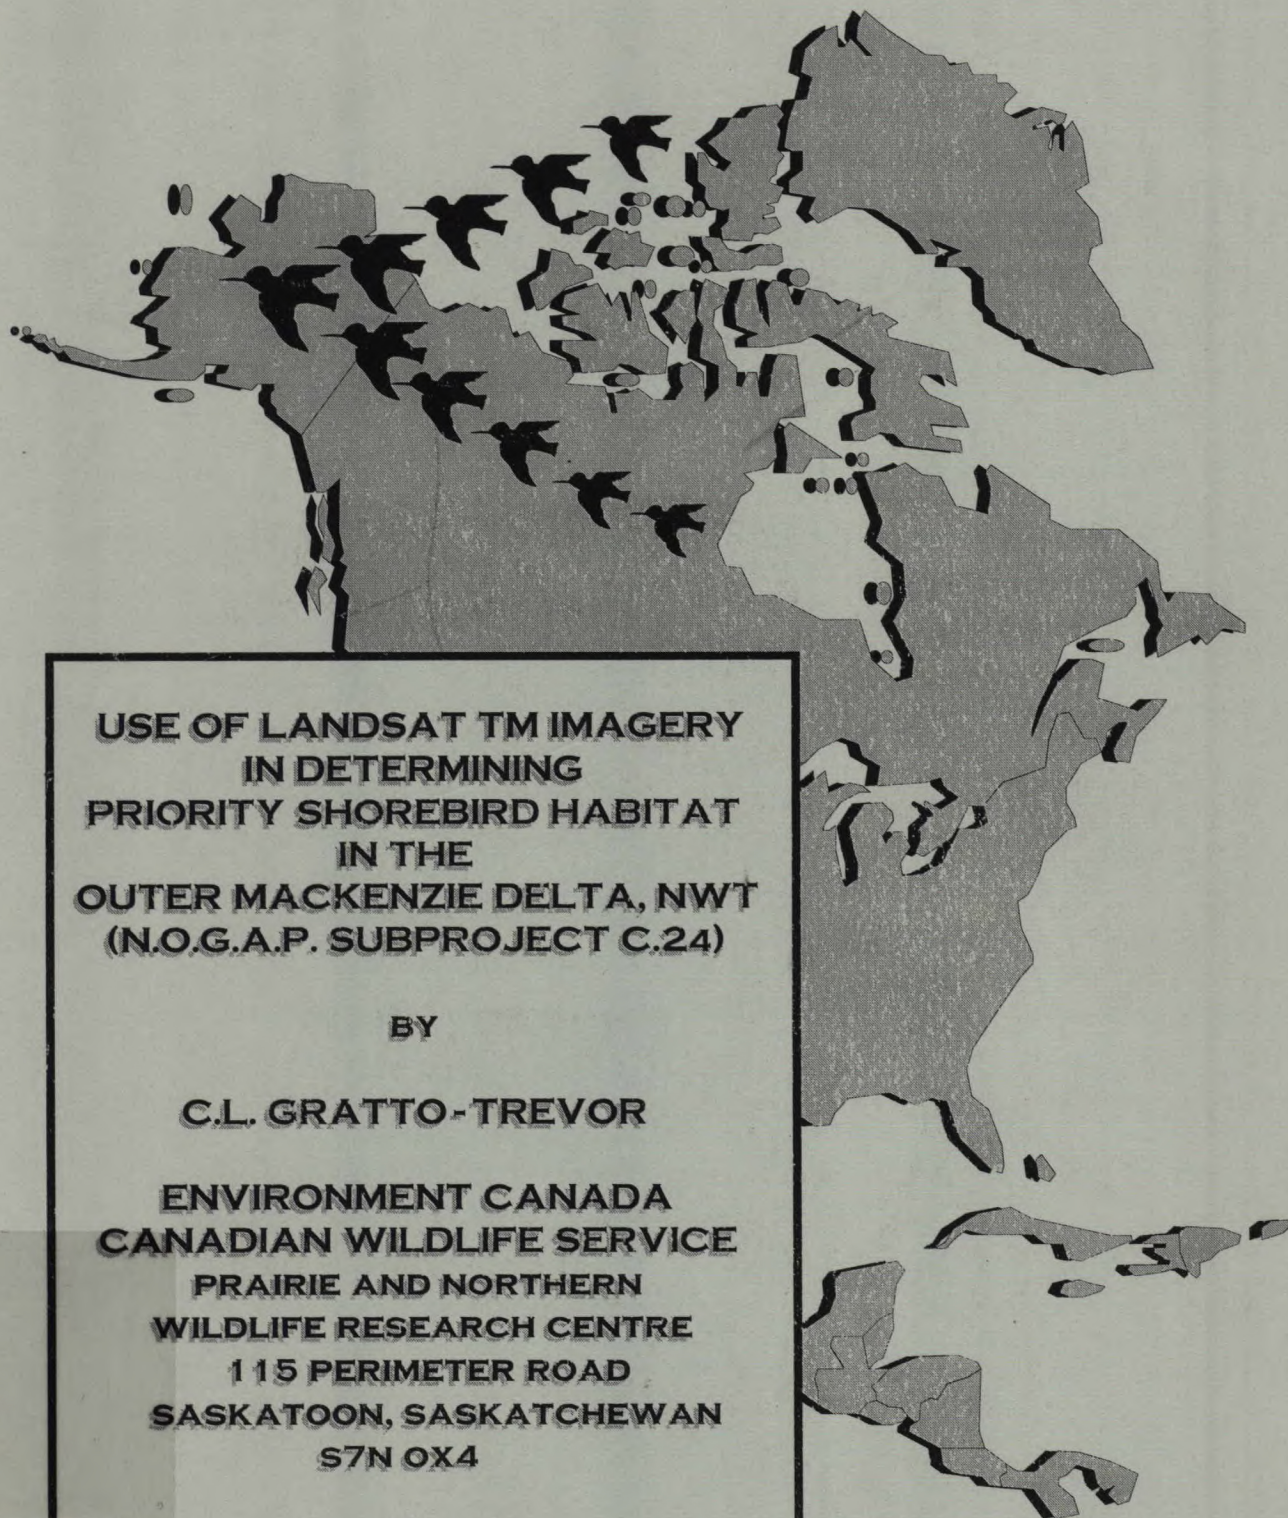 USE OF LANDSAT TM IMAGERY
IN DETERMINING
PRIORITY SHOREBIRD HABITAT
IN THE
OUTER MACKENZIE DELTA, NWT
(N.O.G.A.P. SUBPROJECT C.24)
BY
C.L. GRATTO-TREVOR
ENVIRONMENT CANADA
CANADIAN WILDLIFE SERVICE
PRAIRIE AND NORTHERN
WILDLIFE RESEARCH CENTRE
115 PERIMETER ROAD
SASKATOON, SASKATCHEWAN
S7N OX4